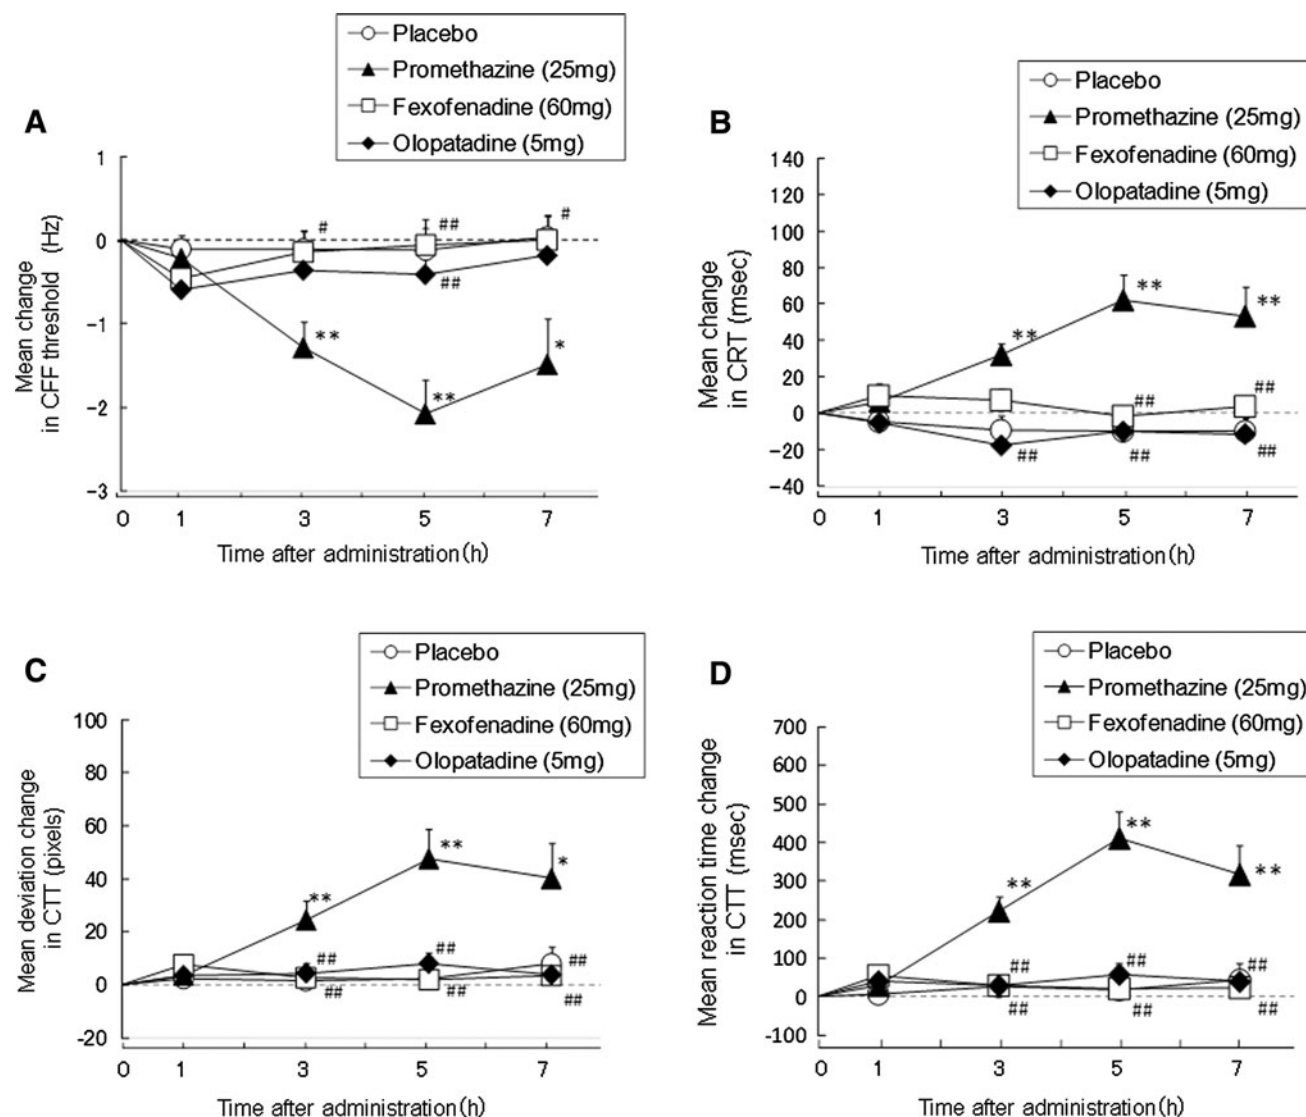 A
Placebo
Promethazine (25mg)
Fexofenadine (60mg)
Olopatadine (5mg)
Mean change
in CFF threshold (Hz)
1
0
−1
−2
−3
#
##
#
##
**
**
*
0 1 3 5 7
Time after administration(h)
B
Placebo
Promethazine (25mg)
Fexofenadine (60mg)
Olopatadine (5mg)
Mean change
in CRT (msec)
140
120
100
80
60
40
20
0
-20
-40
**
**
**
##
##
##
##
##
0 1 3 5 7
Time after administration(h)
C
Placebo
Promethazine (25mg)
Fexofenadine (60mg)
Olopatadine (5mg)
Mean deviation change
in CTT (pixels)
100
80
60
40
20
0
-20
**
**
*
##
##
##
##
##
##
0 1 3 5 7
Time after administration(h)
D
Placebo
Promethazine (25mg)
Fexofenadine (60mg)
Olopatadine (5mg)
Mean reaction time change
in CTT (msec)
700
600
500
400
300
200
100
0
-100
**
**
**
##
##
##
##
##
##
0 1 3 5 7
Time after administration(h)